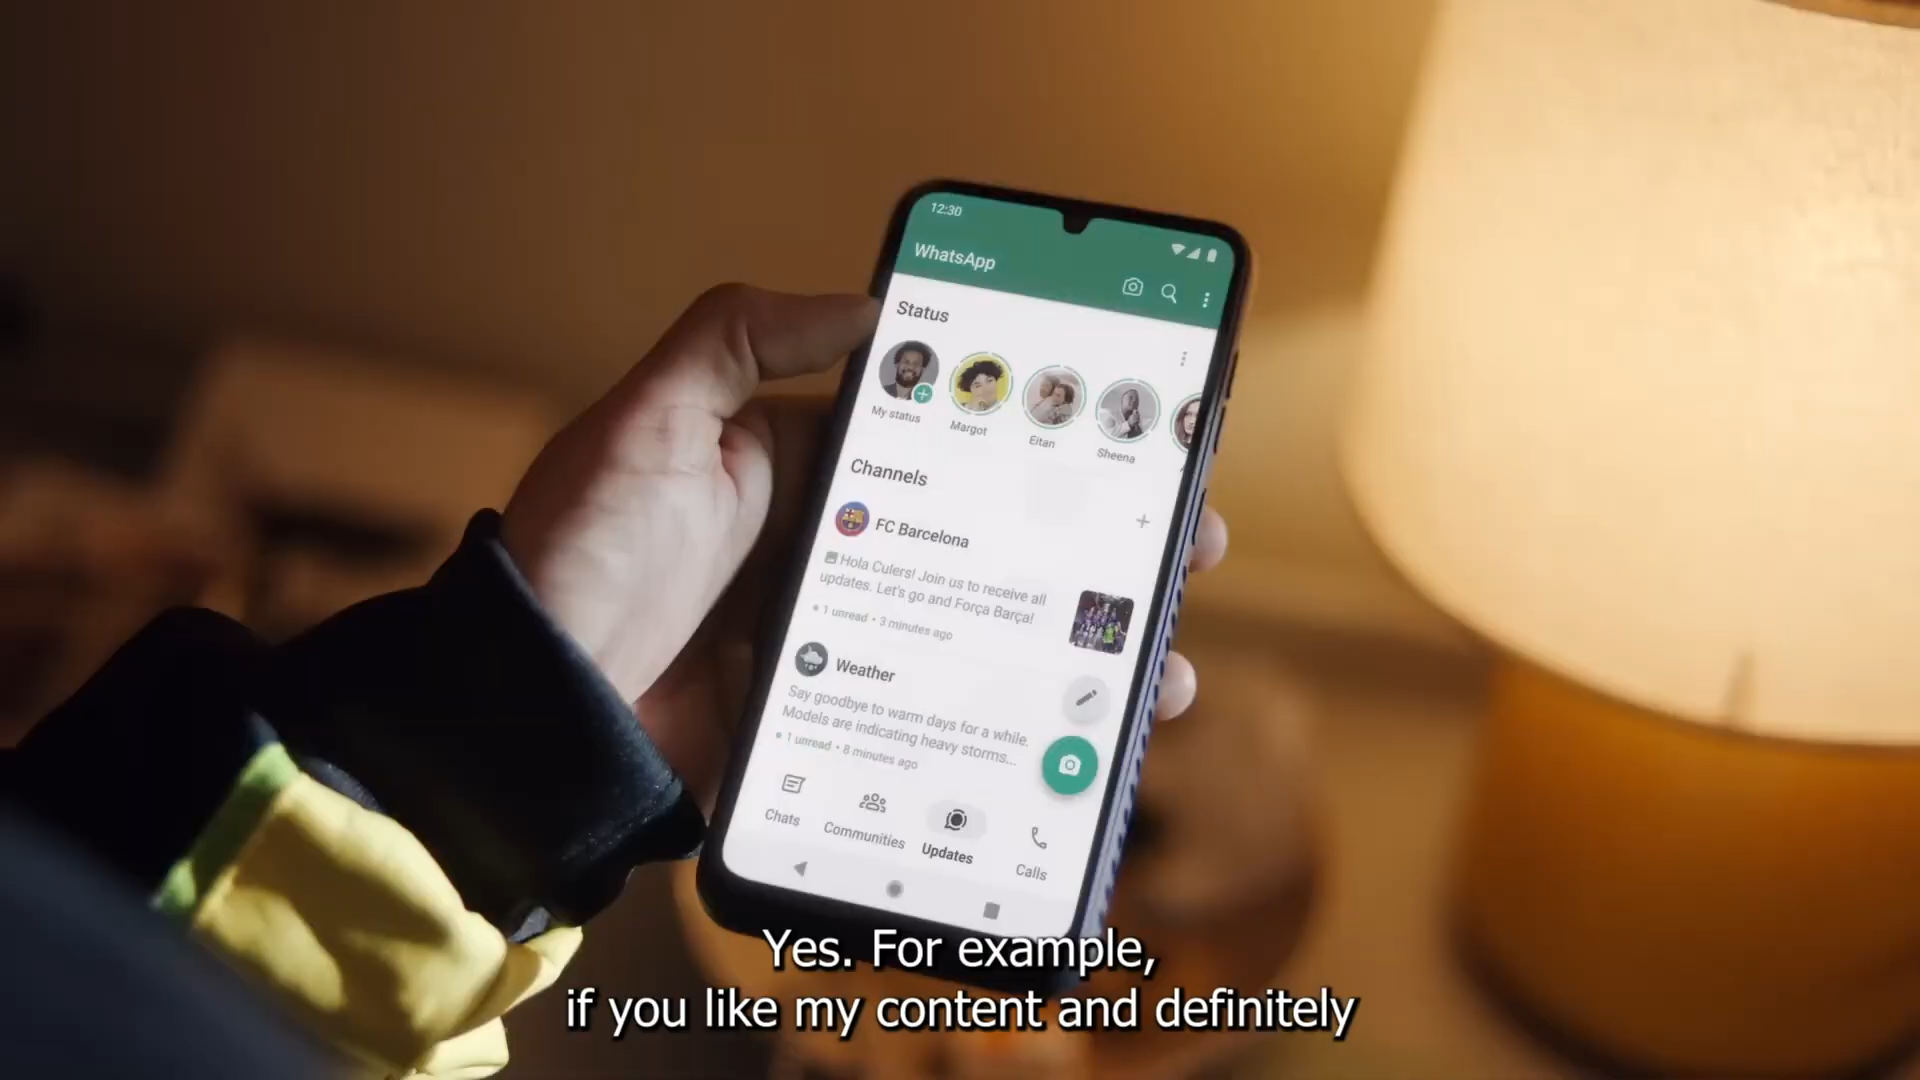 12:30
WhatsApp
Status
My status
Margot
Eitan
Sheena
Channels
FC Barcelona
Hola Culers! Join us to receive all
updates. Let's go and Força Barça!
• 1 unread • 3 minutes ago
Weather
Say goodbye to warm days for a while.
Models are indicating heavy storms...
• 1 unread • 8 minutes ago
Chats
Communities
Updates
Calls
Yes. For example,
if you like my content and definitely